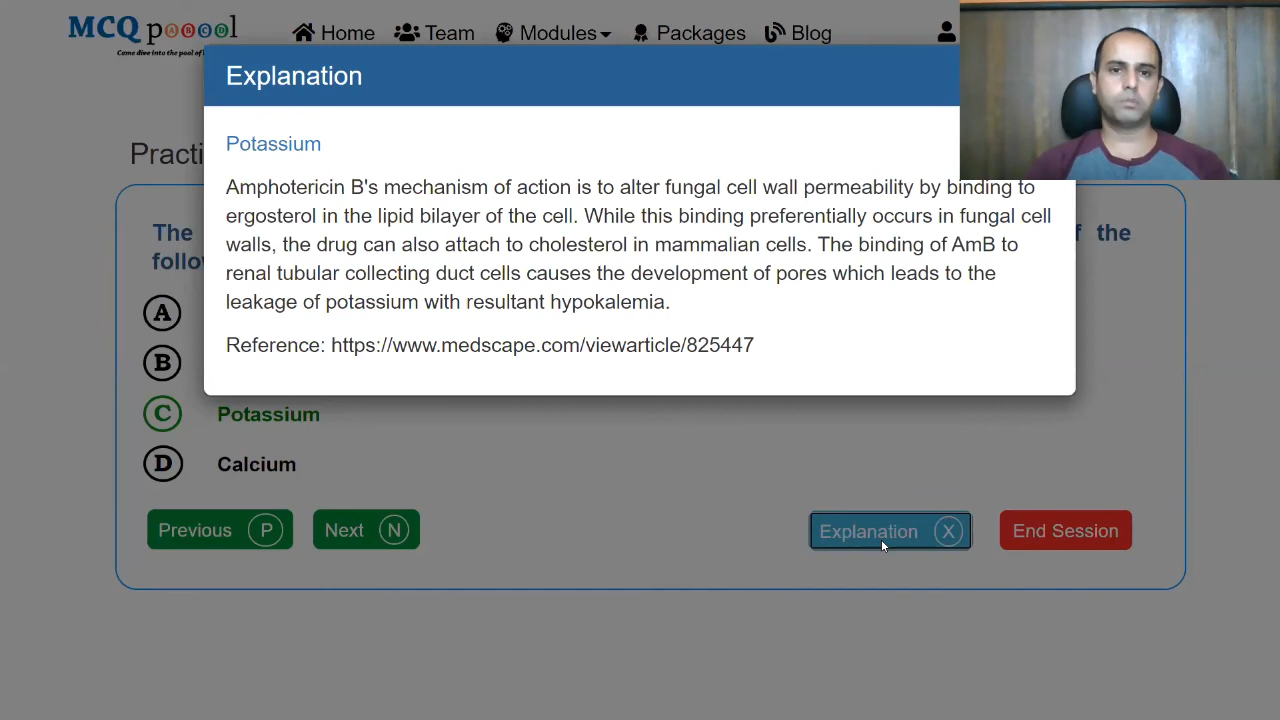 MCQ poool
A B C D
Home Team Modules Packages Blog
Came dive into the pool of
Explanation
Potassium
Practi
Amphotericin B's mechanism of action is to alter fungal cell wall permeability by binding to
ergosterol in the lipid bilayer of the cell. While this binding preferentially occurs in fungal cell
walls, the drug can also attach to cholesterol in mammalian cells. The binding of AmB to
renal tubular collecting duct cells causes the development of pores which leads to the
leakage of potassium with resultant hypokalemia.
Reference: https://www.medscape.com/viewarticle/825447
The f the
follo
A
B
C Potassium
D Calcium
Previous P Next N Explanation X End Session